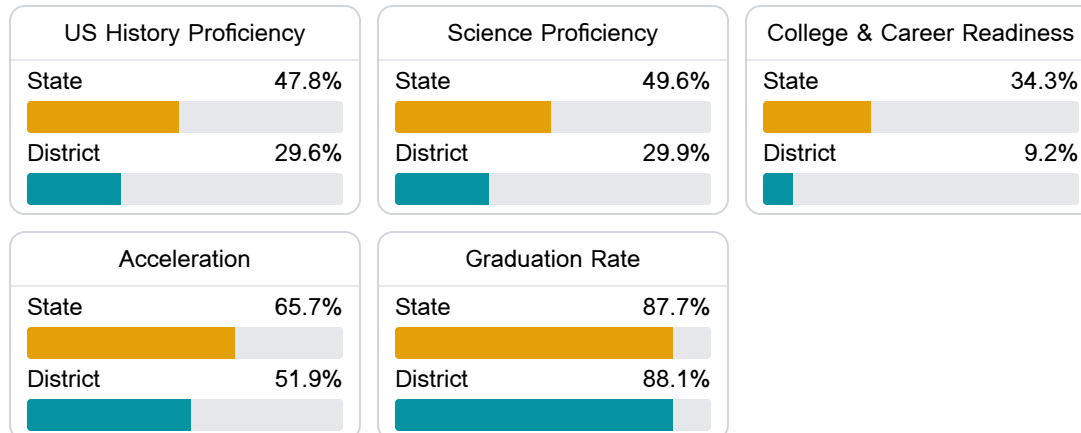 US History Proficiency
State 47.8%
District 29.6%
Science Proficiency
State 49.6%
District 29.9%
College & Career Readiness
State 34.3%
District 9.2%
Acceleration
State 65.7%
District 51.9%
Graduation Rate
State 87.7%
District 88.1%